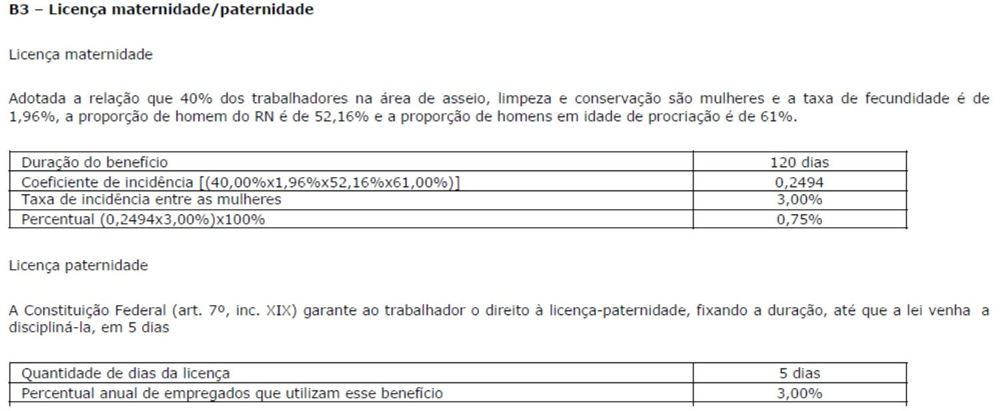 B3 – Licença maternidade/paternidade
Licença maternidade
Adotada a relação que 40% dos trabalhadores na área de asseio, limpeza e conservação são mulheres e a taxa de fecundidade é de
1,96%, a proporção de homem do RN é de 52,16% e a proporção de homens em idade de procriação é de 61%.
Duração do benefício 120 dias
Coeficiente de incidência [(40,00%x1,96%x52,16%x61,00%)] 0,2494
Taxa de incidência entre as mulheres 3,00%
Percentual (0,2494x3,00%)x100% 0,75%
Licença paternidade
A Constituição Federal (art. 7º, inc. XIX) garante ao trabalhador o direito à licença-paternidade, fixando a duração, até que a lei venha a
discipliná-la, em 5 dias
Quantidade de dias da licença 5 dias
Percentual anual de empregados que utilizam esse benefício 3,00%